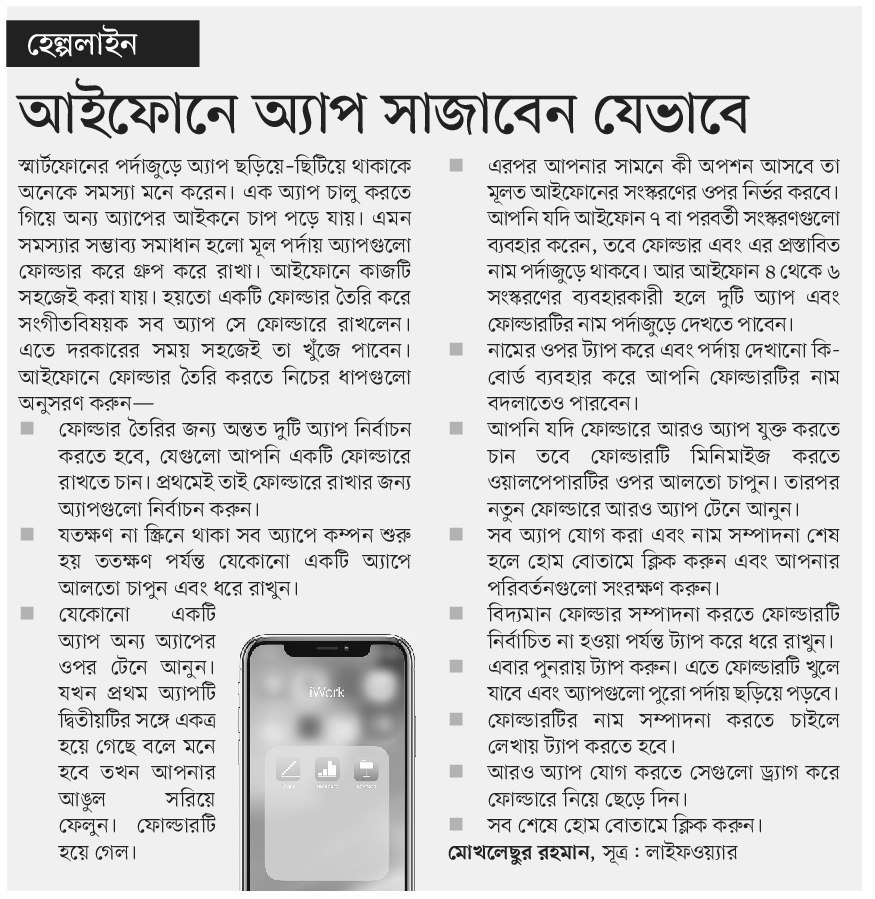 হেল্পলাইন
আইফোনে অ্যাপ সাজাবেন যেভাবে
স্মার্টফোনের পর্দাজুড়ে অ্যাপ ছড়িয়ে-ছিটিয়ে থাকাকে
অনেকে সমস্যা মনে করেন। এক অ্যাপ চালু করতে
গিয়ে অন্য অ্যাপের আইকনে চাপ পড়ে যায়। এমন
সমস্যার সম্ভাব্য সমাধান হলো মূল পর্দায় অ্যাপগুলো
ফোল্ডার করে গ্রুপ করে রাখা। আইফোনে কাজটি
সহজেই করা যায়। হয়তো একটি ফোল্ডার তৈরি করে
সংগীতবিষয়ক সব অ্যাপ সে ফোল্ডারে রাখলেন।
এতে দরকারের সময় সহজেই তা খুঁজে পাবেন।
আইফোনে ফোল্ডার তৈরি করতে নিচের ধাপগুলো
অনুসরণ করুন—
ফোল্ডার তৈরির জন্য অন্তত দুটি অ্যাপ নির্বাচন
করতে হবে, যেগুলো আপনি একটি ফোল্ডারে
রাখতে চান। প্রথমেই তাই ফোল্ডারে রাখার জন্য
অ্যাপগুলো নির্বাচন করুন।
যতক্ষণ না স্ক্রিনে থাকা সব অ্যাপে কম্পন শুরু
হয় ততক্ষণ পর্যন্ত যেকোনো একটি অ্যাপে
আলতো চাপুন এবং ধরে রাখুন।
যেকোনো একটি
অ্যাপ অন্য অ্যাপের
ওপর টেনে আনুন।
যখন প্রথম অ্যাপটি
দ্বিতীয়টির সঙ্গে একত্র
হয়ে গেছে বলে মনে
হবে তখন আপনার
আঙুল সরিয়ে
ফেলুন। ফোল্ডারটি
হয়ে গেল।
iWork
এরপর আপনার সামনে কী অপশন আসবে তা
মূলত আইফোনের সংস্করণের ওপর নির্ভর করবে।
আপনি যদি আইফোন ৭ বা পরবর্তী সংস্করণগুলো
ব্যবহার করেন, তবে ফোল্ডার এবং এর প্রস্তাবিত
নাম পর্দাজুড়ে থাকবে। আর আইফোন ৪ থেকে ৬
সংস্করণের ব্যবহারকারী হলে দুটি অ্যাপ এবং
ফোল্ডারটির নাম পর্দাজুড়ে দেখতে পাবেন।
নামের ওপর ট্যাপ করে এবং পর্দায় দেখানো কি-
বোর্ড ব্যবহার করে আপনি ফোল্ডারটির নাম
বদলাতেও পারবেন।
আপনি যদি ফোল্ডারে আরও অ্যাপ যুক্ত করতে
চান তবে ফোল্ডারটি মিনিমাইজ করতে
ওয়ালপেপারটির ওপর আলতো চাপুন। তারপর
নতুন ফোল্ডারে আরও অ্যাপ টেনে আনুন।
সব অ্যাপ যোগ করা এবং নাম সম্পাদনা শেষ
হলে হোম বোতামে ক্লিক করুন এবং আপনার
পরিবর্তনগুলো সংরক্ষণ করুন।
বিদ্যমান ফোল্ডার সম্পাদনা করতে ফোল্ডারটি
নির্বাচিত না হওয়া পর্যন্ত ট্যাপ করে ধরে রাখুন।
এবার পুনরায় ট্যাপ করুন। এতে ফোল্ডারটি খুলে
যাবে এবং অ্যাপগুলো পুরো পর্দায় ছড়িয়ে পড়বে।
ফোল্ডারটির নাম সম্পাদনা করতে চাইলে
লেখায় ট্যাপ করতে হবে।
আরও অ্যাপ যোগ করতে সেগুলো ড্র্যাগ করে
ফোল্ডারে নিয়ে ছেড়ে দিন।
সব শেষে হোম বোতামে ক্লিক করুন।
মোখলেছুর রহমান, সূত্র : লাইফওয়্যার